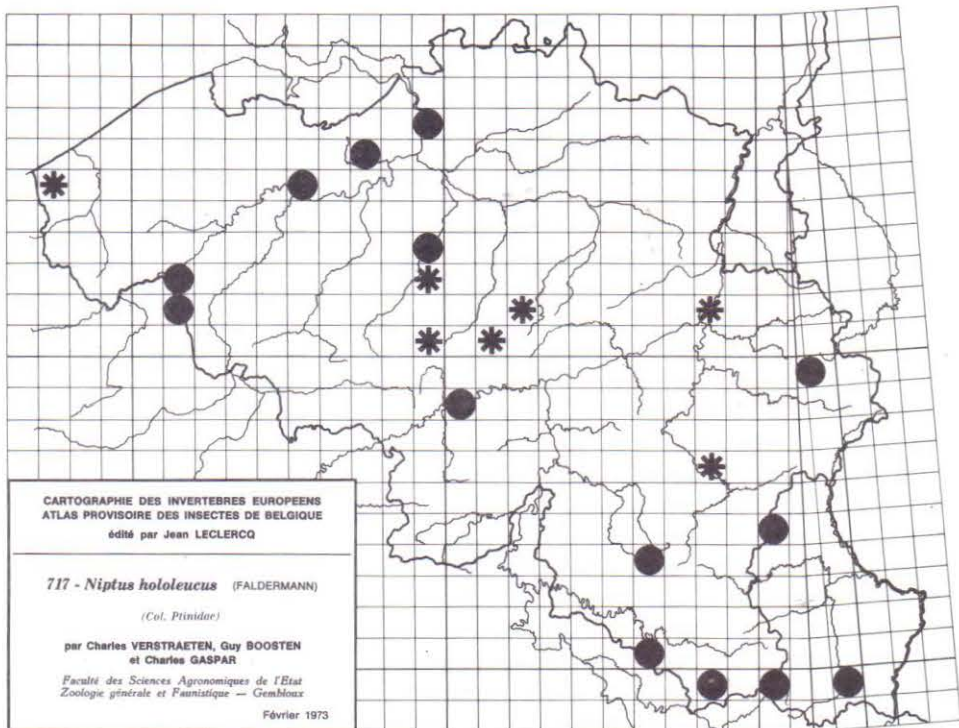 CARTOGRAPHIE DES INVERTEBRES EUROPEENS
ATLAS PROVISOIRE DES INSECTES DE BELGIQUE
édité par Jean LECLERCQ
717 - Niptus hololeucus (FALDERMANN)
(Col. Ptinidae)
par Charles VERSTRAETEN, Guy BOOSTEN
et Charles GASPAR
Faculté des Sciences Agronomiques de l'Etat
Zoologie générale et Faunistique — Gembloux
Février 1973